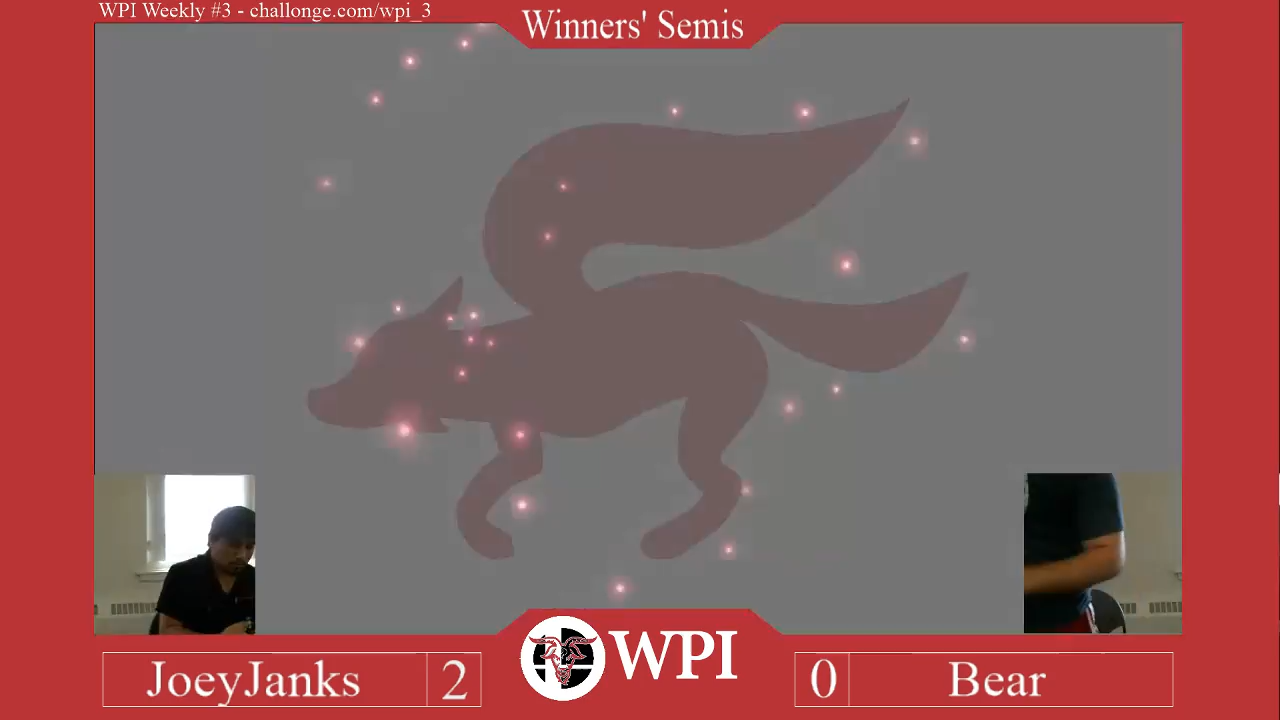 WPI Weekly #3 - challonge.com/wpi_3
Winners' Semis
JoeyJanks 2
WPI
0 Bear